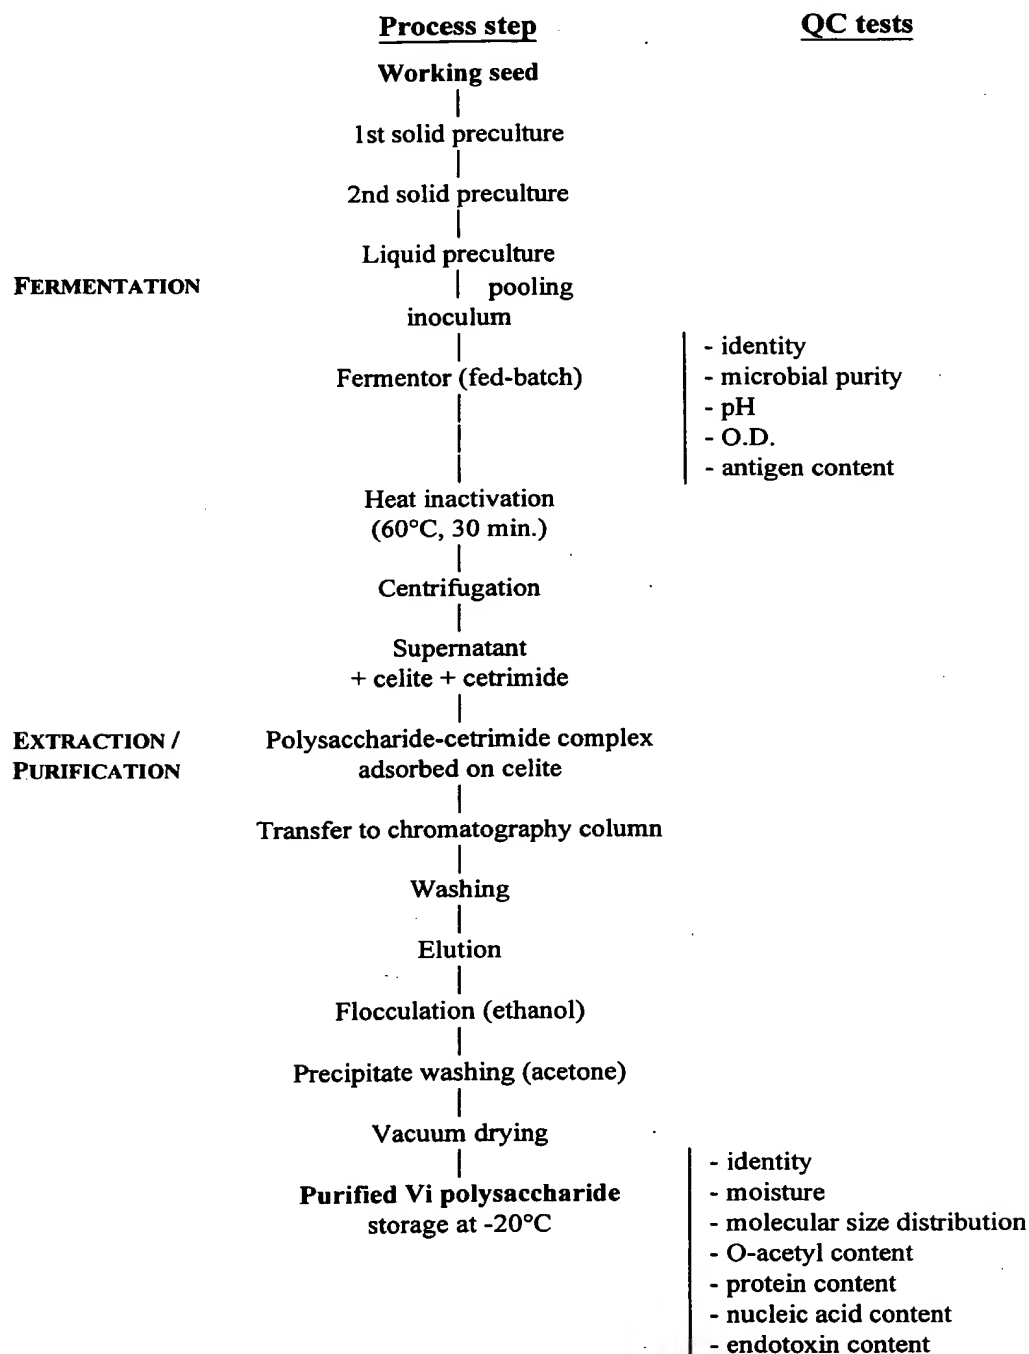 Process step
QC tests
Working seed
1st solid preculture
2nd solid preculture
Liquid preculture
FERMENTATION
pooling
inoculum
Fermentor (fed-batch)
- identity
- microbial purity
- pH
- O.D.
- antigen content
Heat inactivation
(60°C, 30 min.)
Centrifugation
Supernatant
+ celite + cetrimide
EXTRACTION /
PURIFICATION
Polysaccharide-cetrimide complex
adsorbed on celite
Transfer to chromatography column
Washing
Elution
Flocculation (ethanol)
Precipitate washing (acetone)
Vacuum drying
Purified Vi polysaccharide
storage at -20°C
- identity
- moisture
- molecular size distribution
- O-acetyl content
- protein content
- nucleic acid content
- endotoxin content